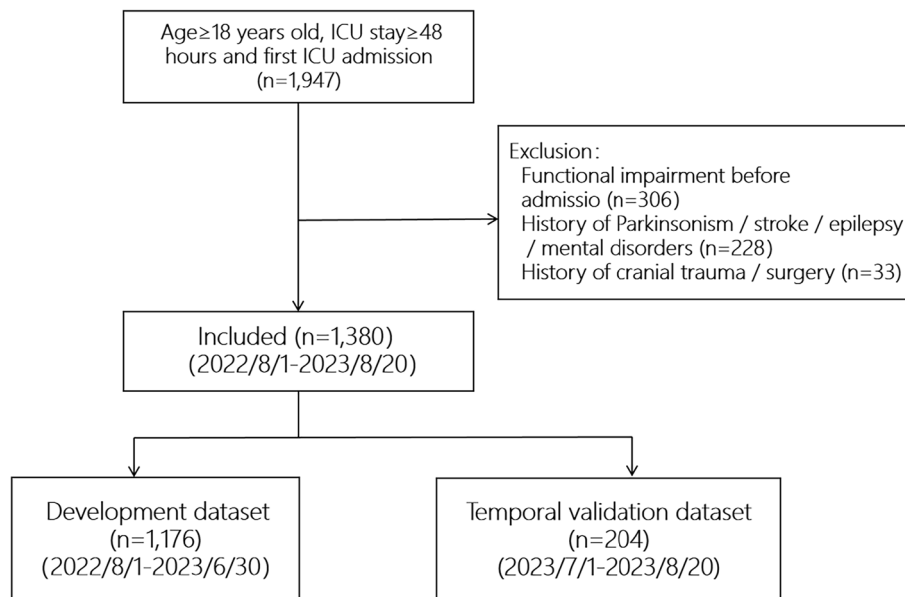 Age≥18 years old, ICU stay≥48
hours and first ICU admission
(n=1,947)
Exclusion:
Functional impairment before
admissio (n=306)
History of Parkinsonism / stroke / epilepsy
/ mental disorders (n=228)
History of cranial trauma / surgery (n=33)
Included (n=1,380)
(2022/8/1-2023/8/20)
Development dataset
(n=1,176)
(2022/8/1-2023/6/30)
Temporal validation dataset
(n=204)
(2023/7/1-2023/8/20)